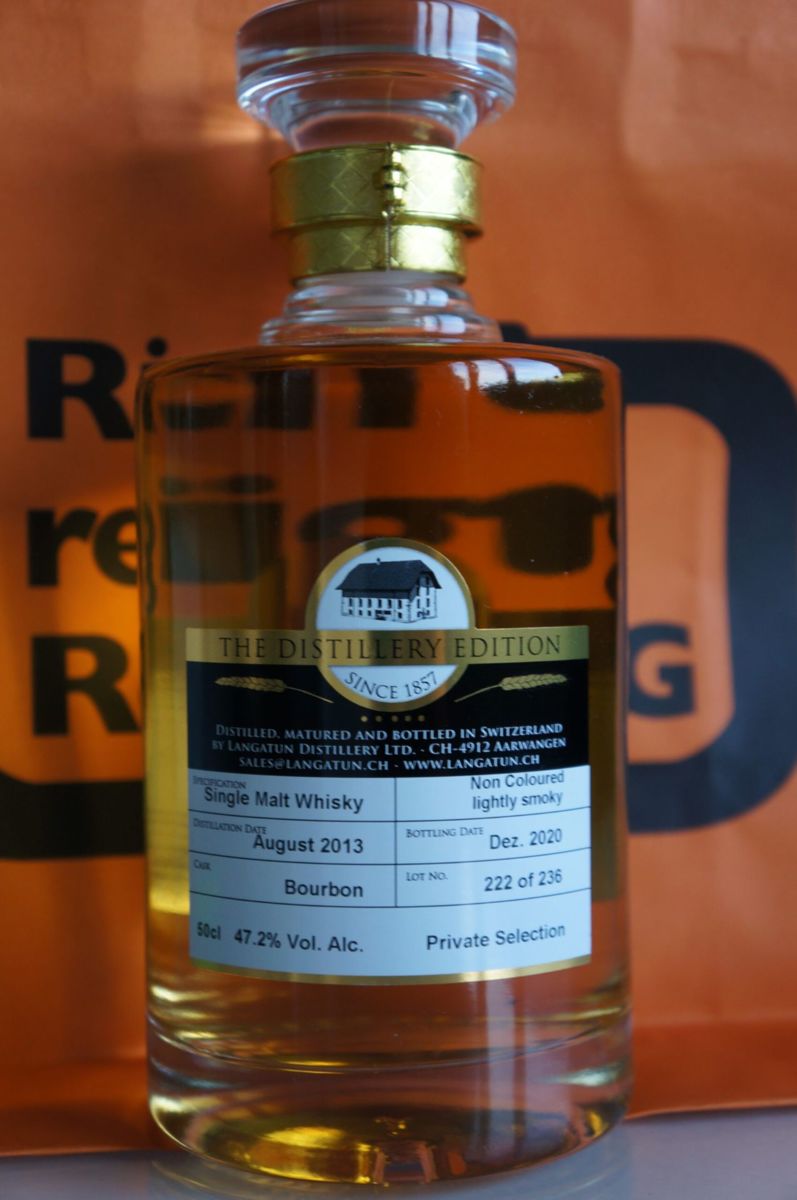 THE DISTILLERY EDITION
SINCE 1857
DISTILLED, MATURED AND BOTTLED IN SWITZERLAND
BY LANGATUN DISTILLERY LTD. · CH-4912 AARWANGEN
SALES@LANGATUN.CH · WWW.LANGATUN.CH
SPECIFICATION
Single Malt Whisky
Non Coloured
lightly smoky
DISTILLATION DATE
August 2013
BOTTLING DATE
Dez. 2020
CASK
Bourbon
LOT NO.
222 of 236
50cl 47.2% Vol. Alc.
Private Selection